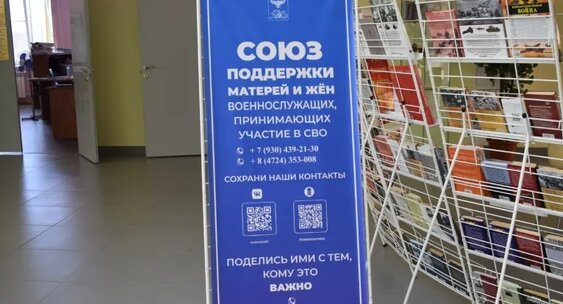 СОЮЗ
ПОДДЕРЖКИ
МАТЕРЕЙ И ЖЁН
ВОЕННОСЛУЖАЩИХ,
ПРИНИМАЮЩИХ
УЧАСТИЕ В СВО
+ 7 (930) 439-21-30
+ 8 (4724) 353-008
СОХРАНИ НАШИ КОНТАКТЫ
ПОДЕЛИСЬ ИМИ С ТЕМ,
КОМУ ЭТО
ВАЖНО
ВОЙНА